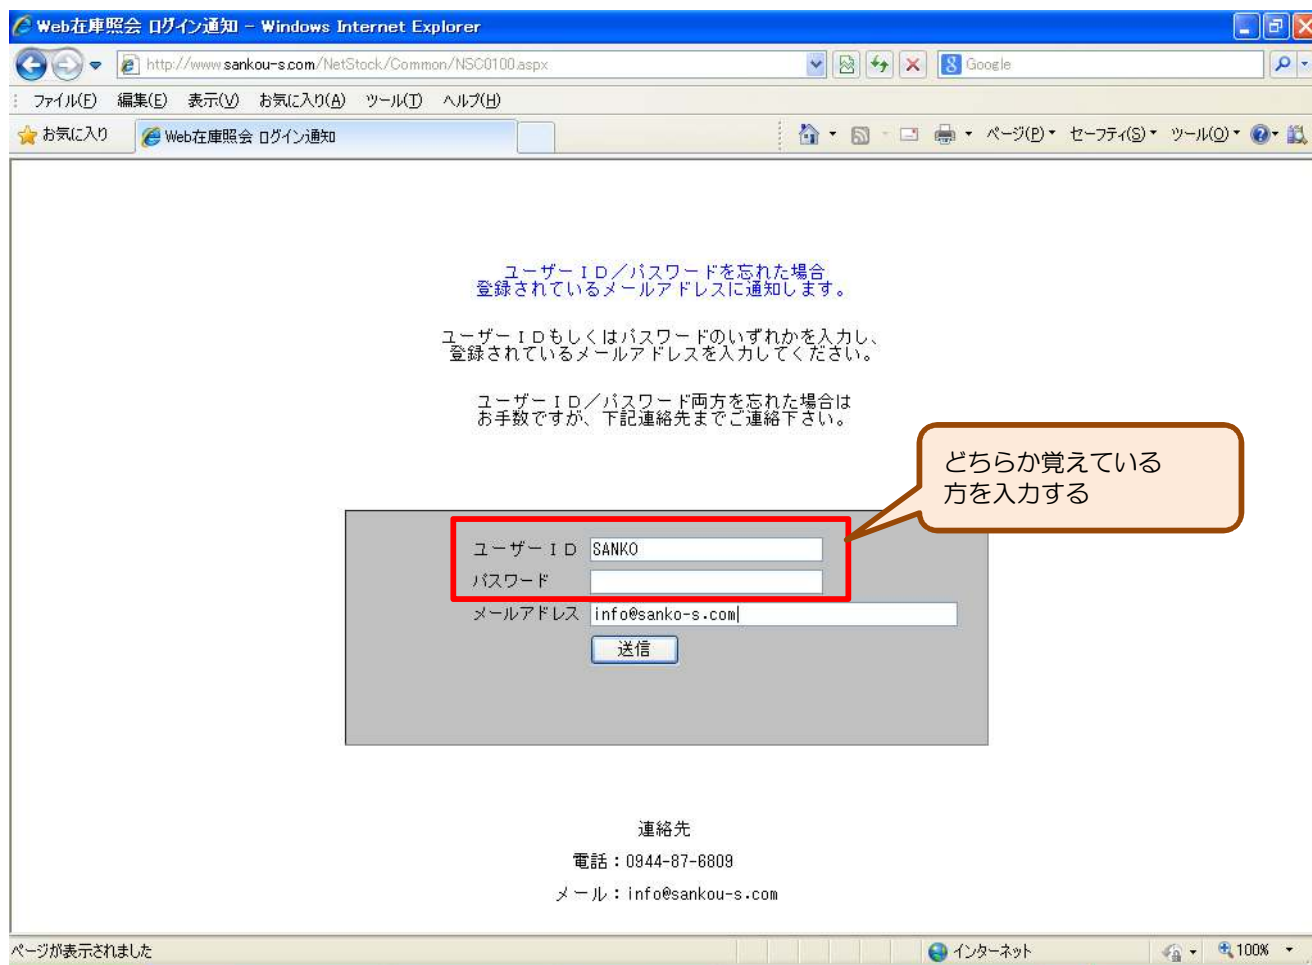 Web在庫照会 ログイン通知 - Windows Internet Explorer
http://www.sankou-s.com/NetStock/Common/NSC0100.aspx
Google
ファイル(F) 編集(E) 表示(V) お気に入り(A) ツール(T) ヘルプ(H)
お気に入り Web在庫照会 ログイン通知 ページ(P) セーフティ(S) ツール(O)
ユーザーＩＤ／パスワードを忘れた場合
登録されているメールアドレスに通知します。
ユーザーＩＤもしくはパスワードのいずれかを入力し、
登録されているメールアドレスを入力してください。
ユーザーＩＤ／パスワード両方を忘れた場合は
お手数ですが、下記連絡先までご連絡下さい。
どちらか覚えている
方を入力する
ユーザーＩＤ SANKO
パスワード
メールアドレス info@sanko-s.com
送信
連絡先
電話：0944-87-6809
メール：info@sankou-s.com
ページが表示されました インターネット 100%